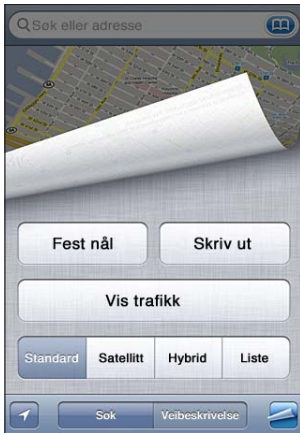 Søk eller adresse
Fest nål
Skriv ut
Vis trafikk
Standard
Satellitt
Hybrid
Liste
Søk
Veibeskrivelse